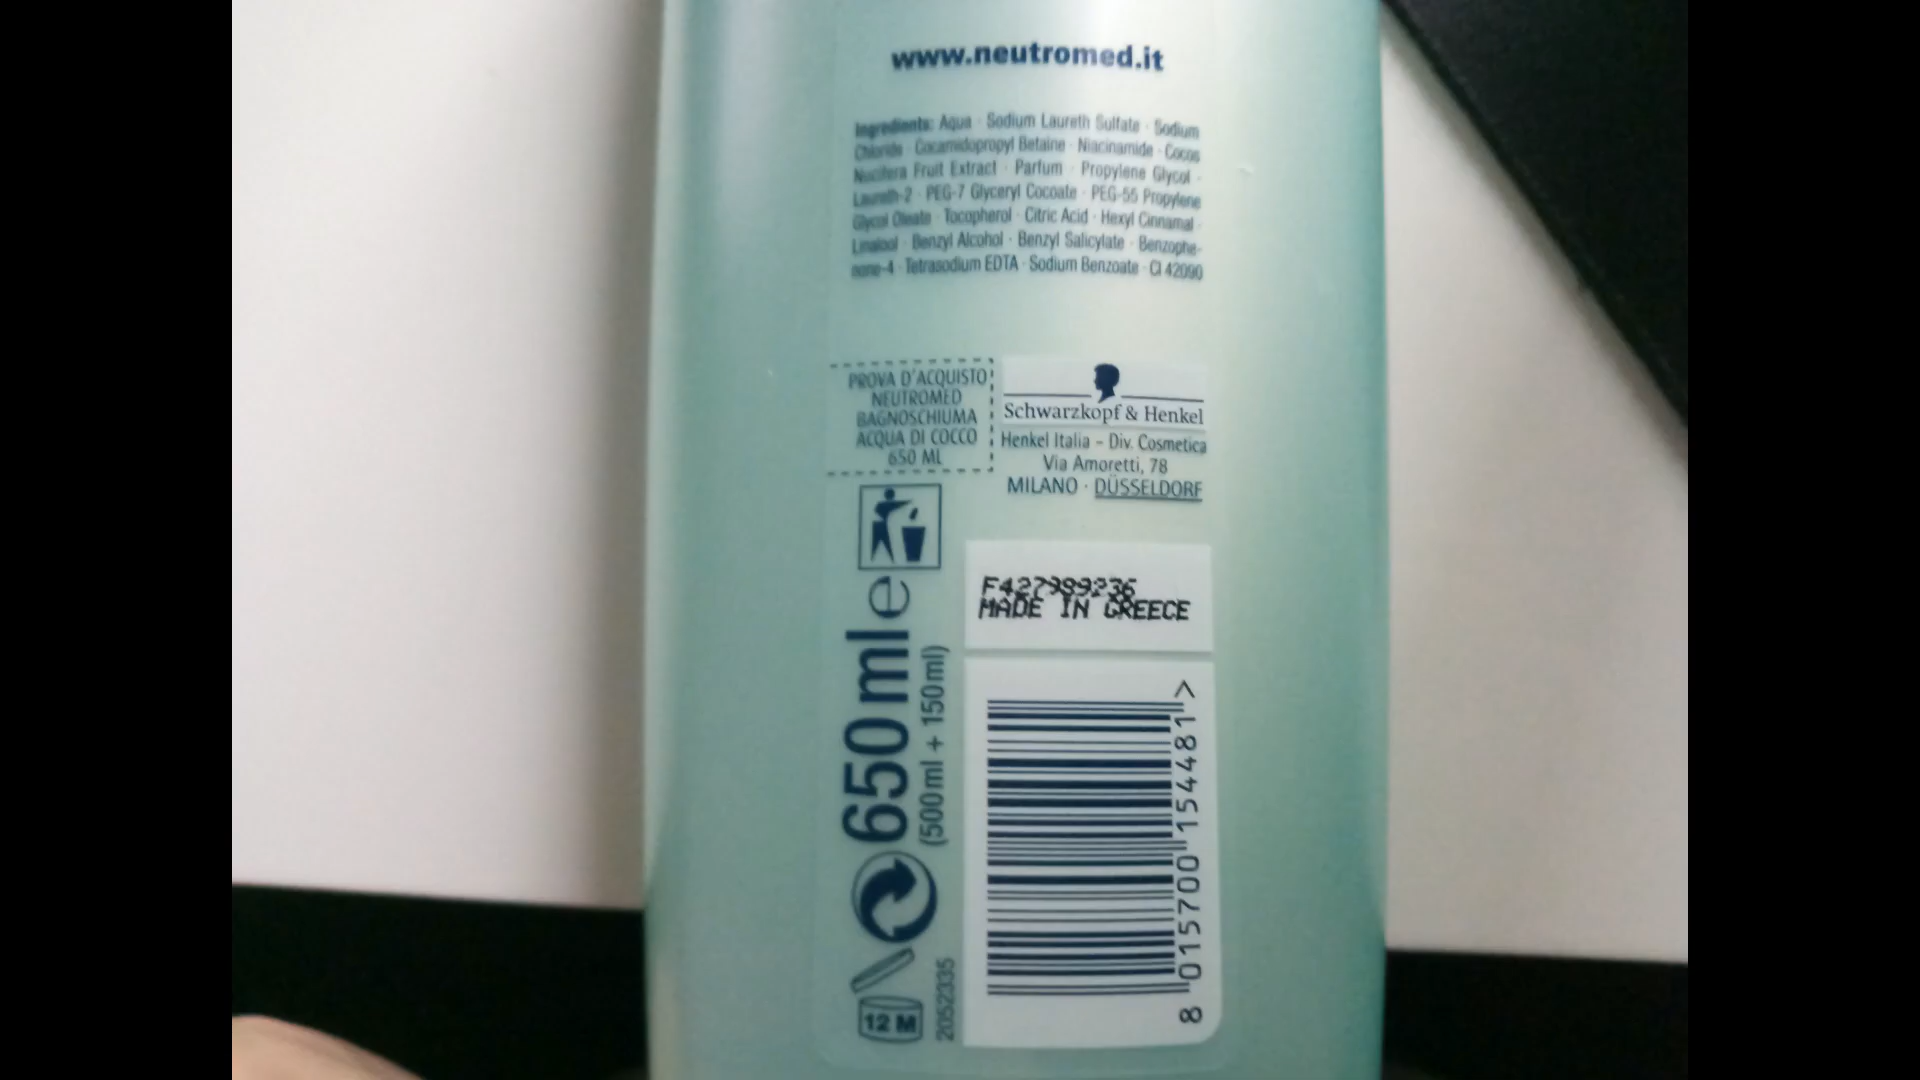 www.neutromed.it
Ingredients: Aqua · Sodium Laureth Sulfate · Sodium
Chloride · Cocamidopropyl Betaine · Niacinamide · Cocos
Nucifera Fruit Extract · Parfum · Propylene Glycol ·
Laureth-2 · PEG-7 Glyceryl Cocoate · PEG-55 Propylene
Glycol Oleate · Tocopherol · Citric Acid · Hexyl Cinnamal ·
Linalool · Benzyl Alcohol · Benzyl Salicylate · Benzophe-
none-4 · Tetrasodium EDTA · Sodium Benzoate · CI 42090
PROVA D'ACQUISTO
NEUTROMED
BAGNOSCHIUMA
ACQUA DI COCCO
650 ML
Schwarzkopf & Henkel
Henkel Italia – Div. Cosmetica
Via Amoretti, 78
MILANO · DÜSSELDORF
F427989236
MADE IN GREECE
650 ml e
(500 ml + 150 ml)
12 M
2052335
8 015700 154481 >